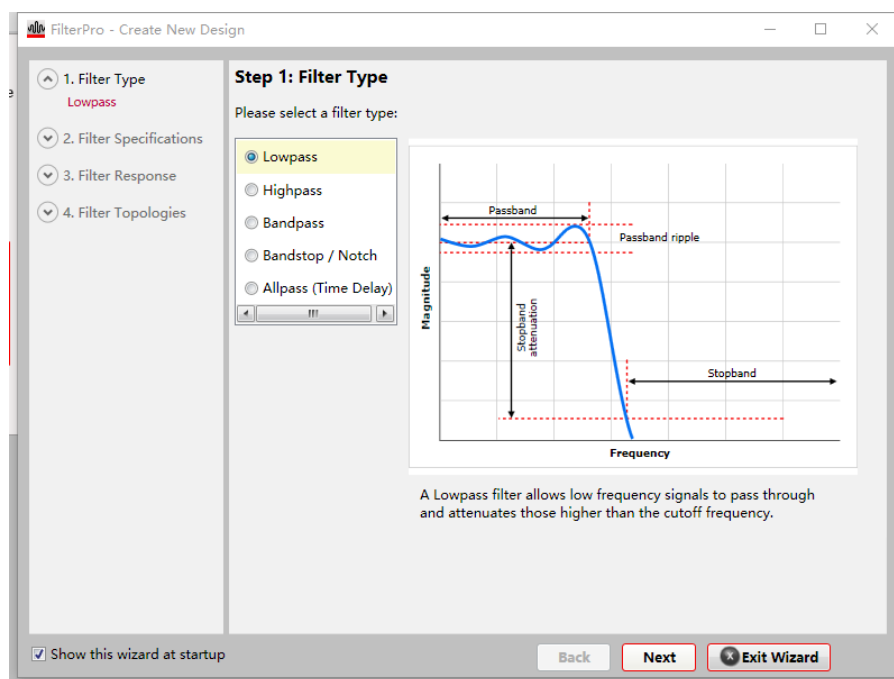 FilterPro - Create New Design
1. Filter Type
Lowpass
2. Filter Specifications
3. Filter Response
4. Filter Topologies
Step 1: Filter Type
Please select a filter type:
Lowpass
Highpass
Bandpass
Bandstop / Notch
Allpass (Time Delay)
Passband
Passband ripple
Magnitude
Stopband
attenuation
Stopband
Frequency
A Lowpass filter allows low frequency signals to pass through
and attenuates those higher than the cutoff frequency.
Show this wizard at startup
Back
Next
Exit Wizard